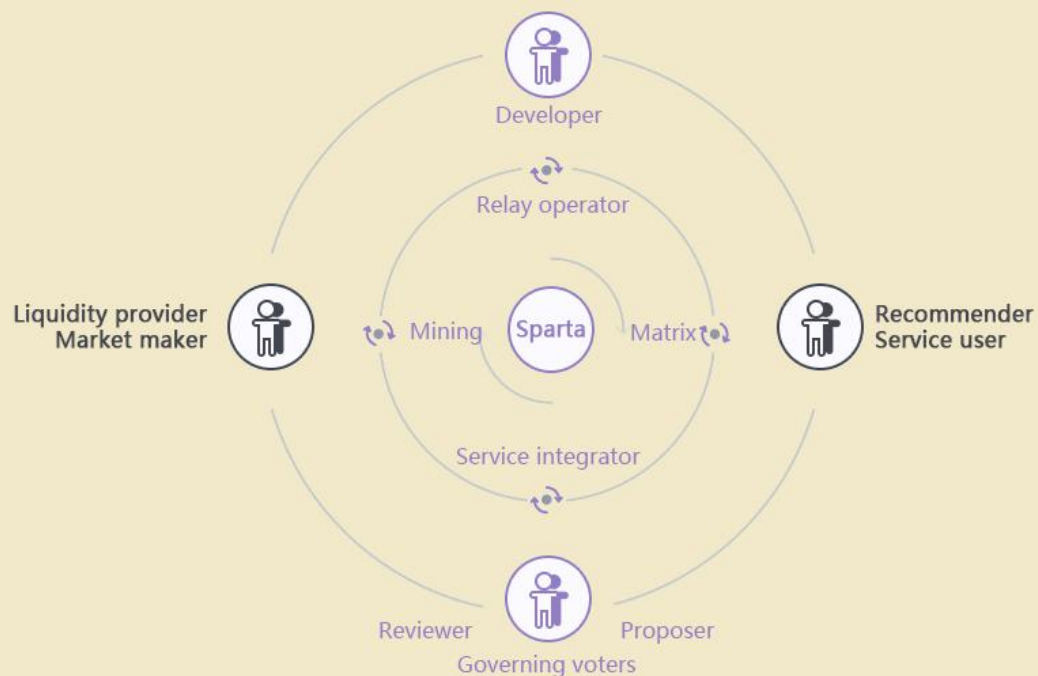 Developer
Relay operator
Liquidity provider
Market maker
Mining
Sparta
Matrix
Recommender
Service user
Service integrator
Reviewer
Proposer
Governing voters